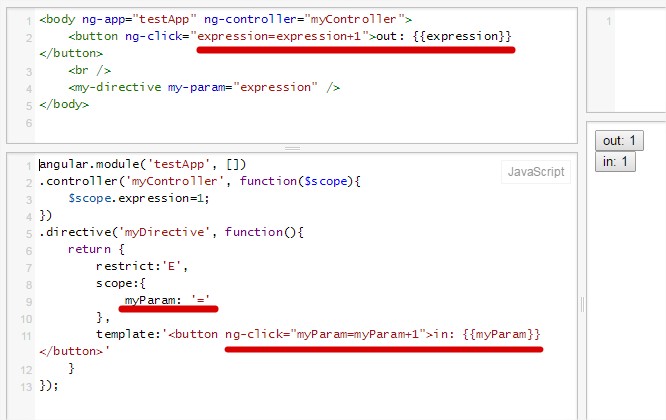 1 <body ng-app="testApp" ng-controller="myController">
2 <button ng-click="expression=expression+1">out: {{expression}}
</button>
3 <br />
4 <my-directive my-param="expression" />
5 </body>
6
1
1 angular.module('testApp', [])
2 .controller('myController', function($scope){
3 $scope.expression=1;
4 })
5 .directive('myDirective', function(){
6 return {
7 restrict:'E',
8 scope:{
9 myParam: '='
10 },
11 template:'<button ng-click="myParam=myParam+1">in: {{myParam}}
</button>'
12 }
13 });
JavaScript
out: 1
in: 1